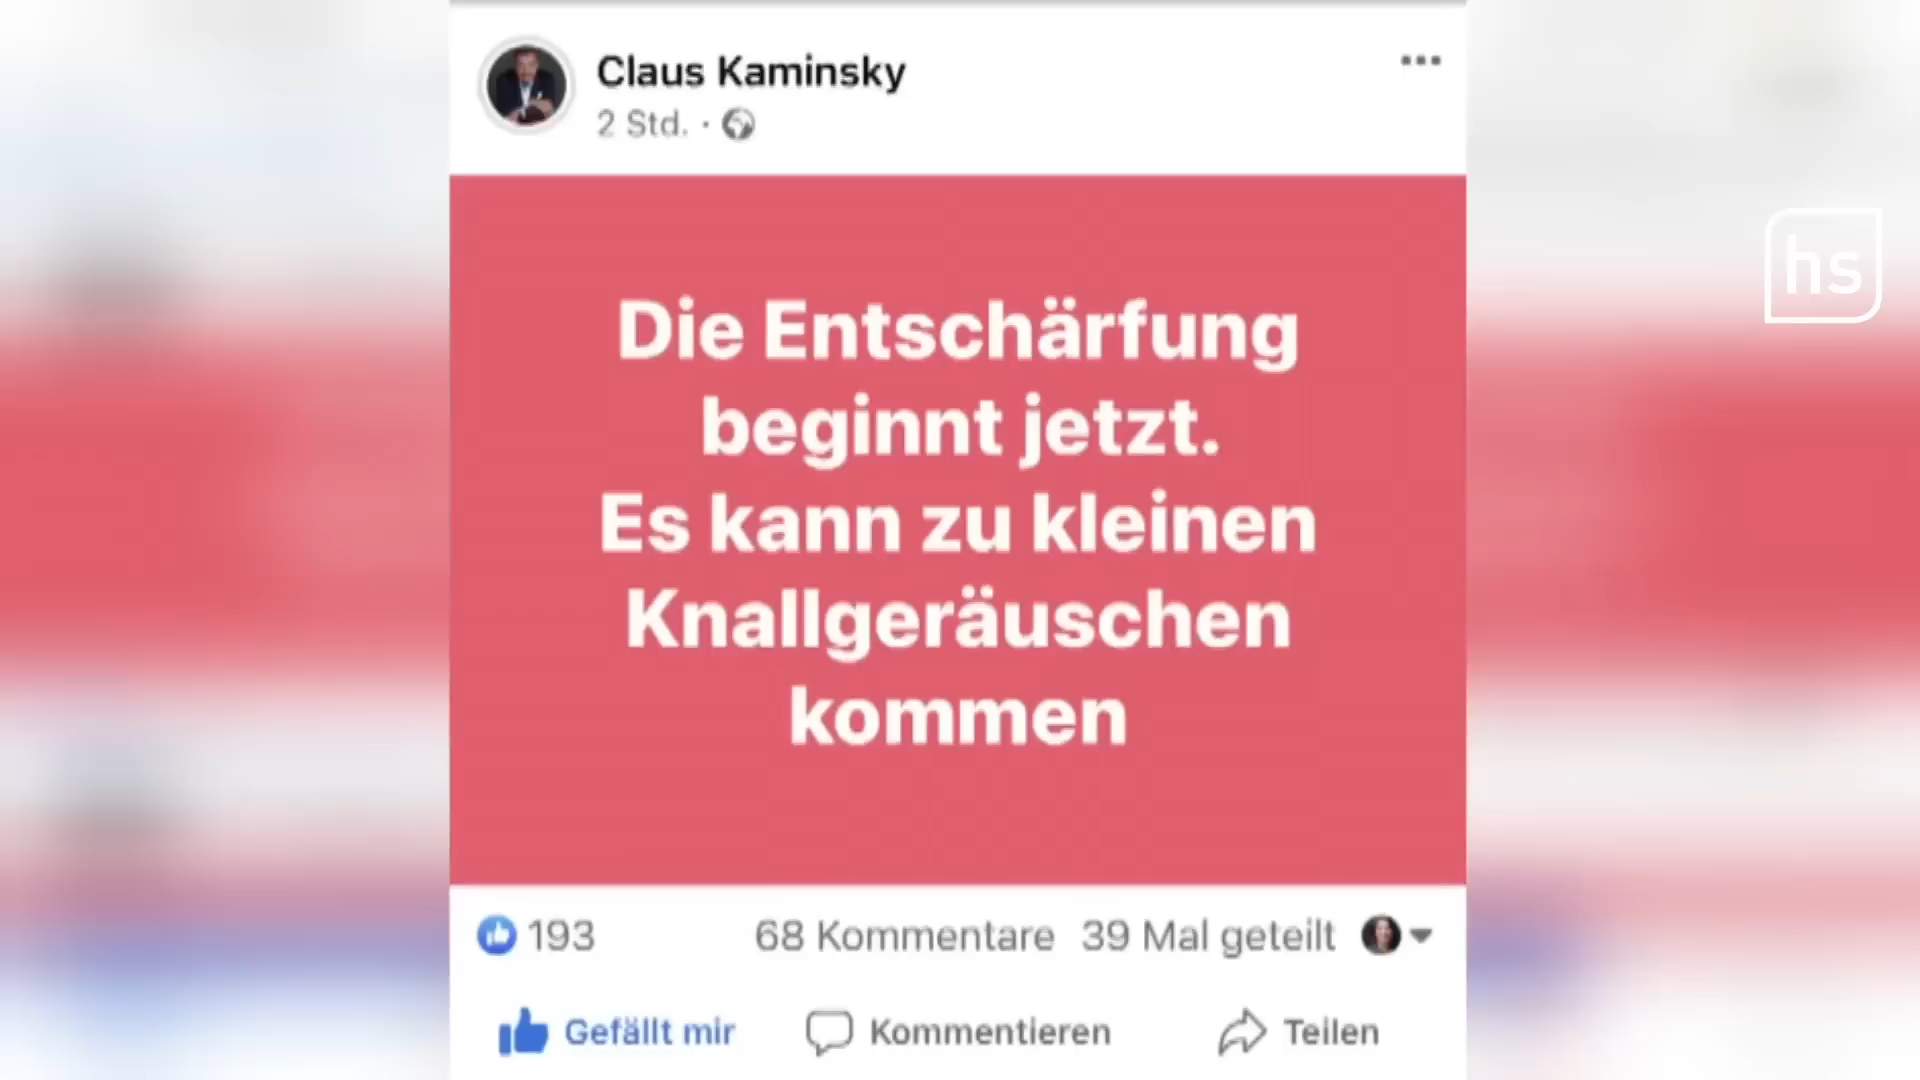 Claus Kaminsky
2 Std. ·
hs
Die Entschärfung
beginnt jetzt.
Es kann zu kleinen
Knallgeräuschen
kommen
193 68 Kommentare 39 Mal geteilt
Gefällt mir Kommentieren Teilen